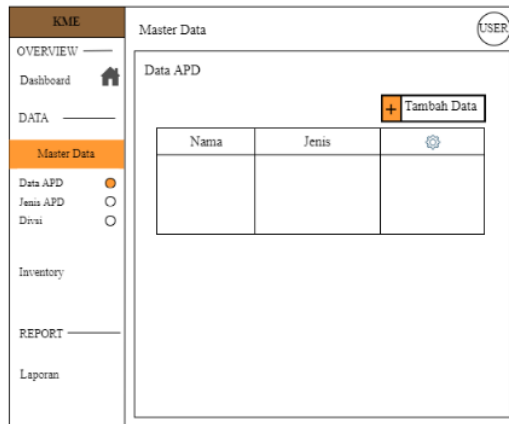 KME
OVERVIEW
Dashboard
DATA
Master Data
Data APD
Jenis APD
Divisi
Inventory
REPORT
Laporan
Master Data
USER
Data APD
+ Tambah Data
Nama Jenis